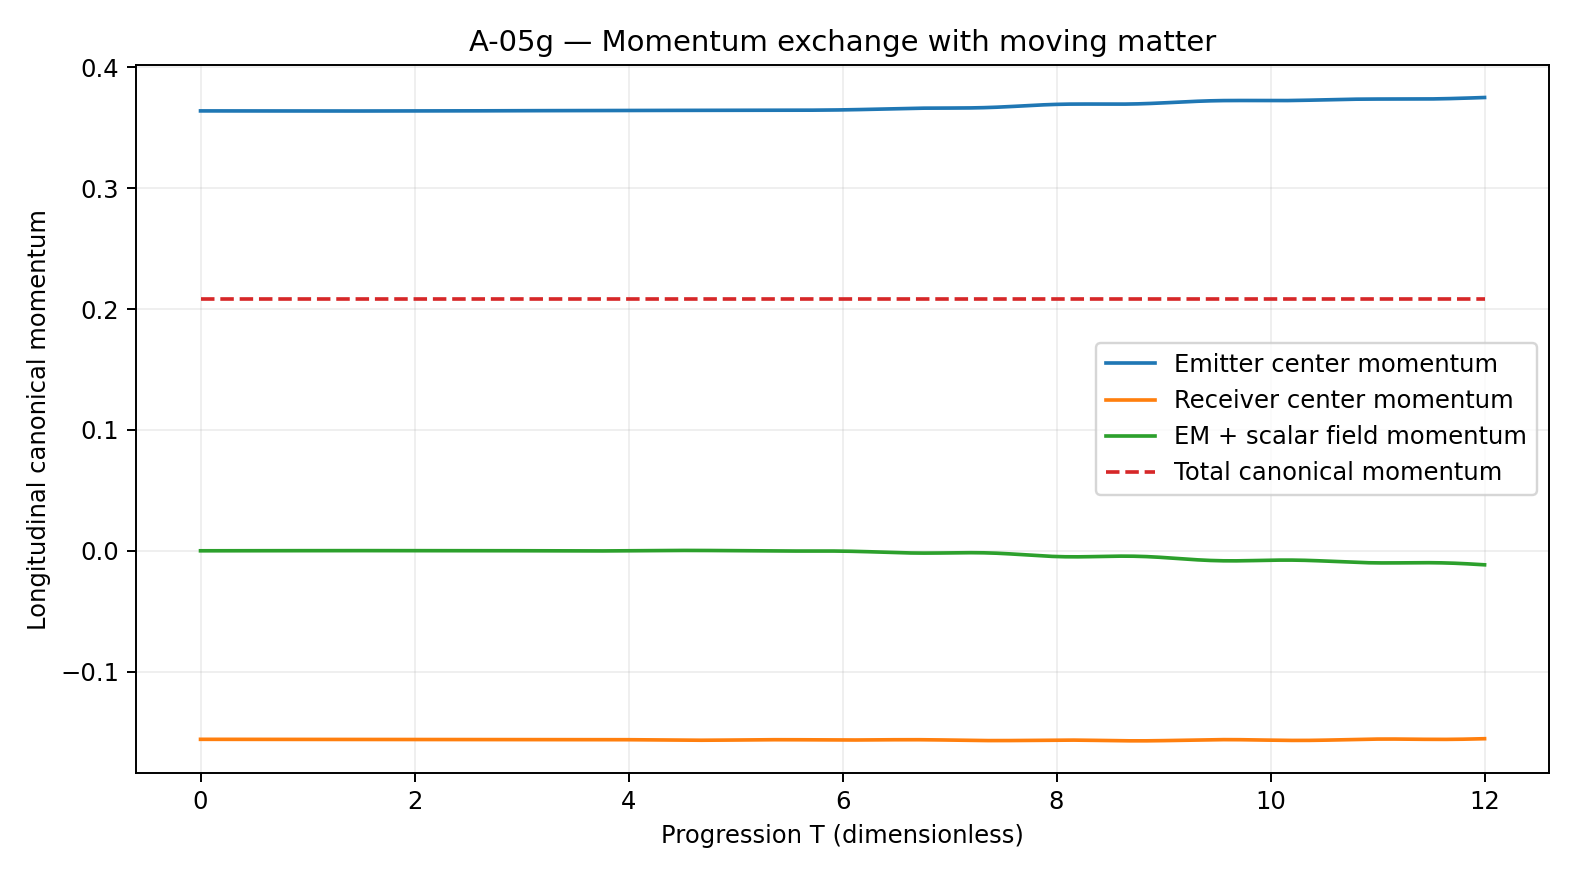 A-05g — Momentum exchange with moving matter
Longitudinal canonical momentum
0.4
0.3
0.2
0.1
0.0
−0.1
Emitter center momentum
Receiver center momentum
EM + scalar field momentum
Total canonical momentum
0 2 4 6 8 10 12
Progression T (dimensionless)